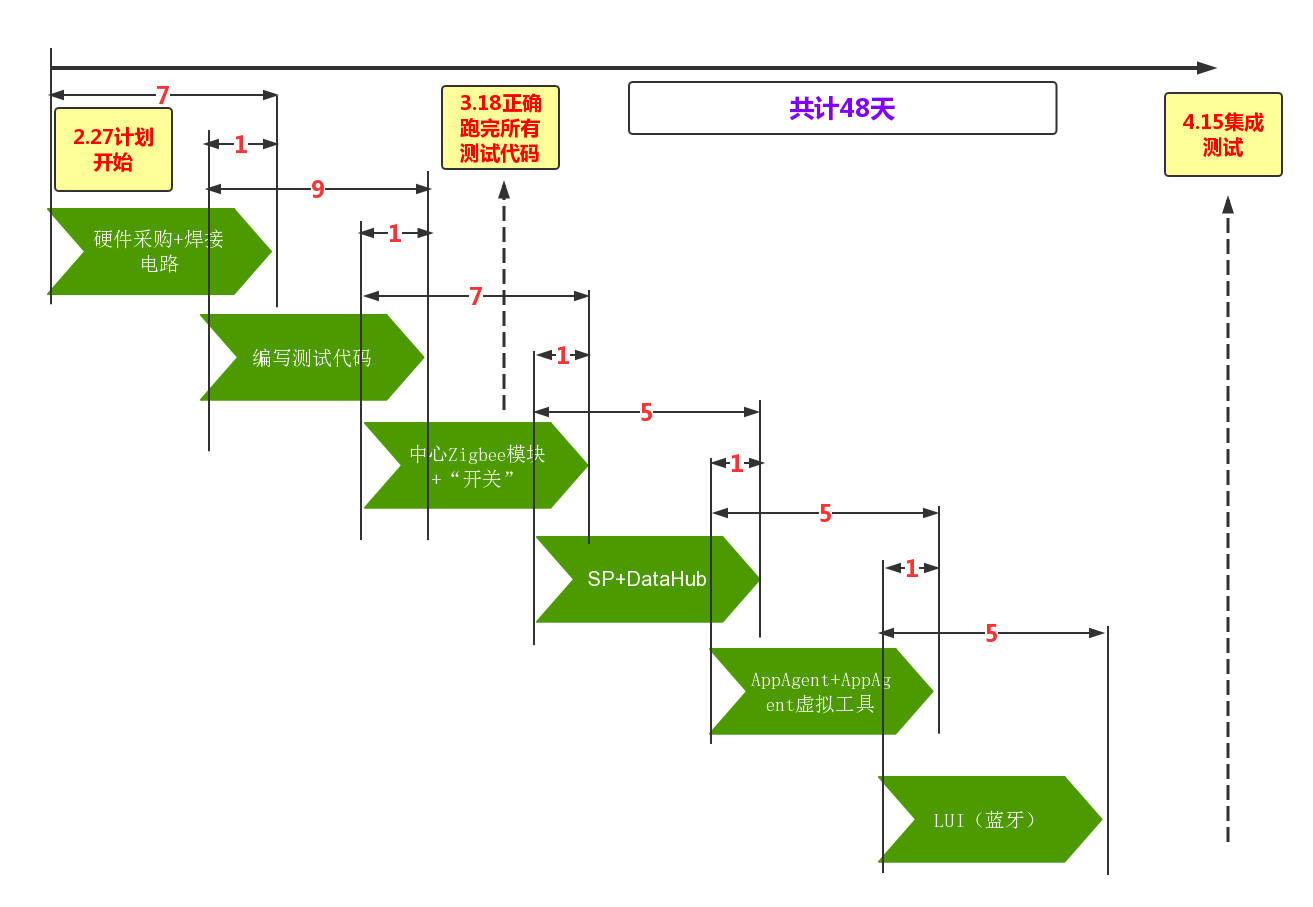 7
2.27计划
开始
1
3.18正确
跑完所有
测试代码
共计48天
4.15集成
测试
9
硬件采购+焊接
电路
1
7
编写测试代码
1
5
中心Zigbee模块
+“开关”
1
5
SP+DataHub
1
5
AppAgent+AppAg
ent虚拟工具
LUI（蓝牙）